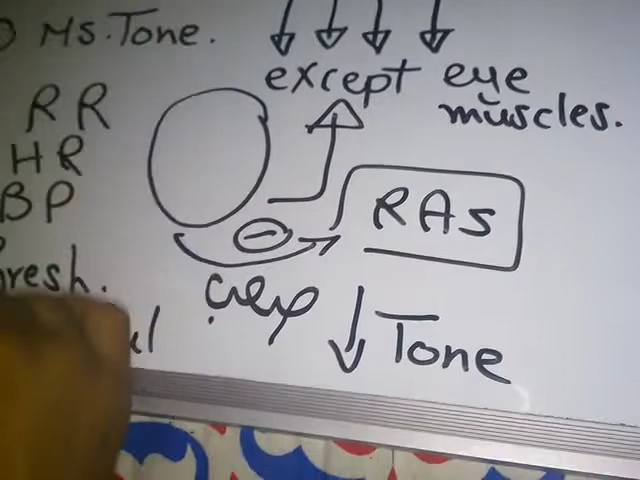 Ms. Tone.
except eye
muscles.
RR
HR
BP
RAS
resh.
Tone